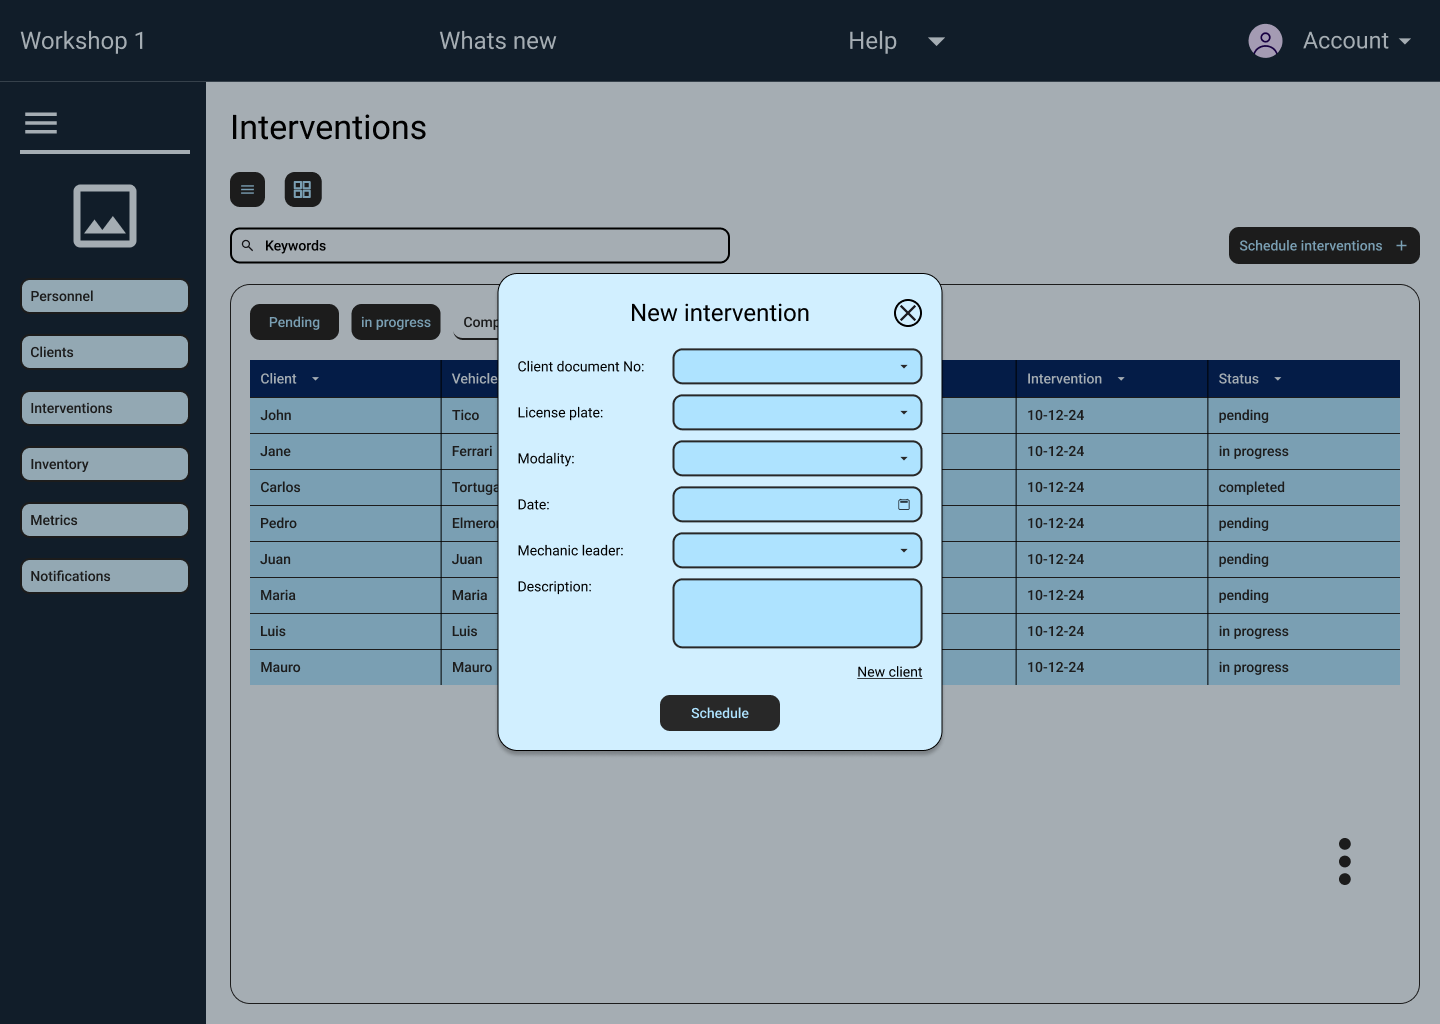 Workshop 1
Whats new
Help
Account
Interventions
Keywords
Schedule interventions
Personnel
Clients
Interventions
Inventory
Metrics
Notifications
Pending
in progress
Comp
Client
Vehicle
Intervention
Status
John
Tico
10-12-24
pending
Jane
Ferrari
10-12-24
in progress
Carlos
Tortuga
10-12-24
completed
Pedro
Elmero
10-12-24
pending
Juan
Juan
10-12-24
pending
Maria
Maria
10-12-24
pending
Luis
Luis
10-12-24
in progress
Mauro
Mauro
10-12-24
in progress
New intervention
Client document No:
License plate:
Modality:
Date:
Mechanic leader:
Description:
New client
Schedule